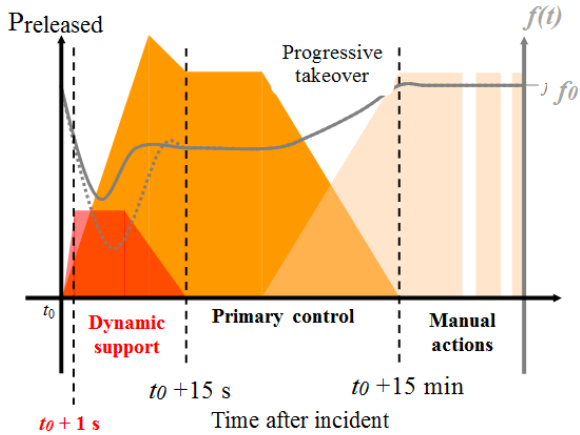 Preleased
f(t)
Progressive
takeover
f0
t0
Dynamic
support
Primary control
Manual
actions
t0 +15 s
t0 +15 min
t0 + 1 s
Time after incident